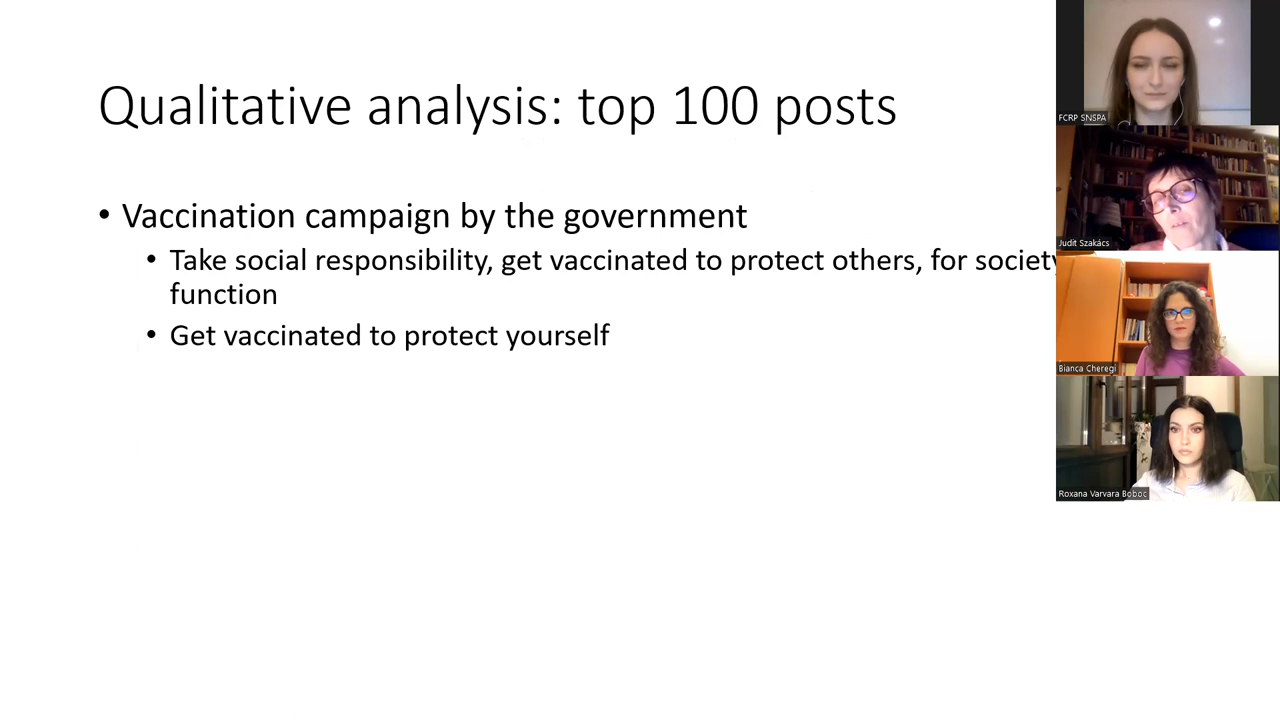 Qualitative analysis: top 100 posts
• Vaccination campaign by the government
• Take social responsibility, get vaccinated to protect others, for society
function
• Get vaccinated to protect yourself
FCRP SNSPA
Judit Szakács
Bianca Cheregi
Roxana Varvara Boboc